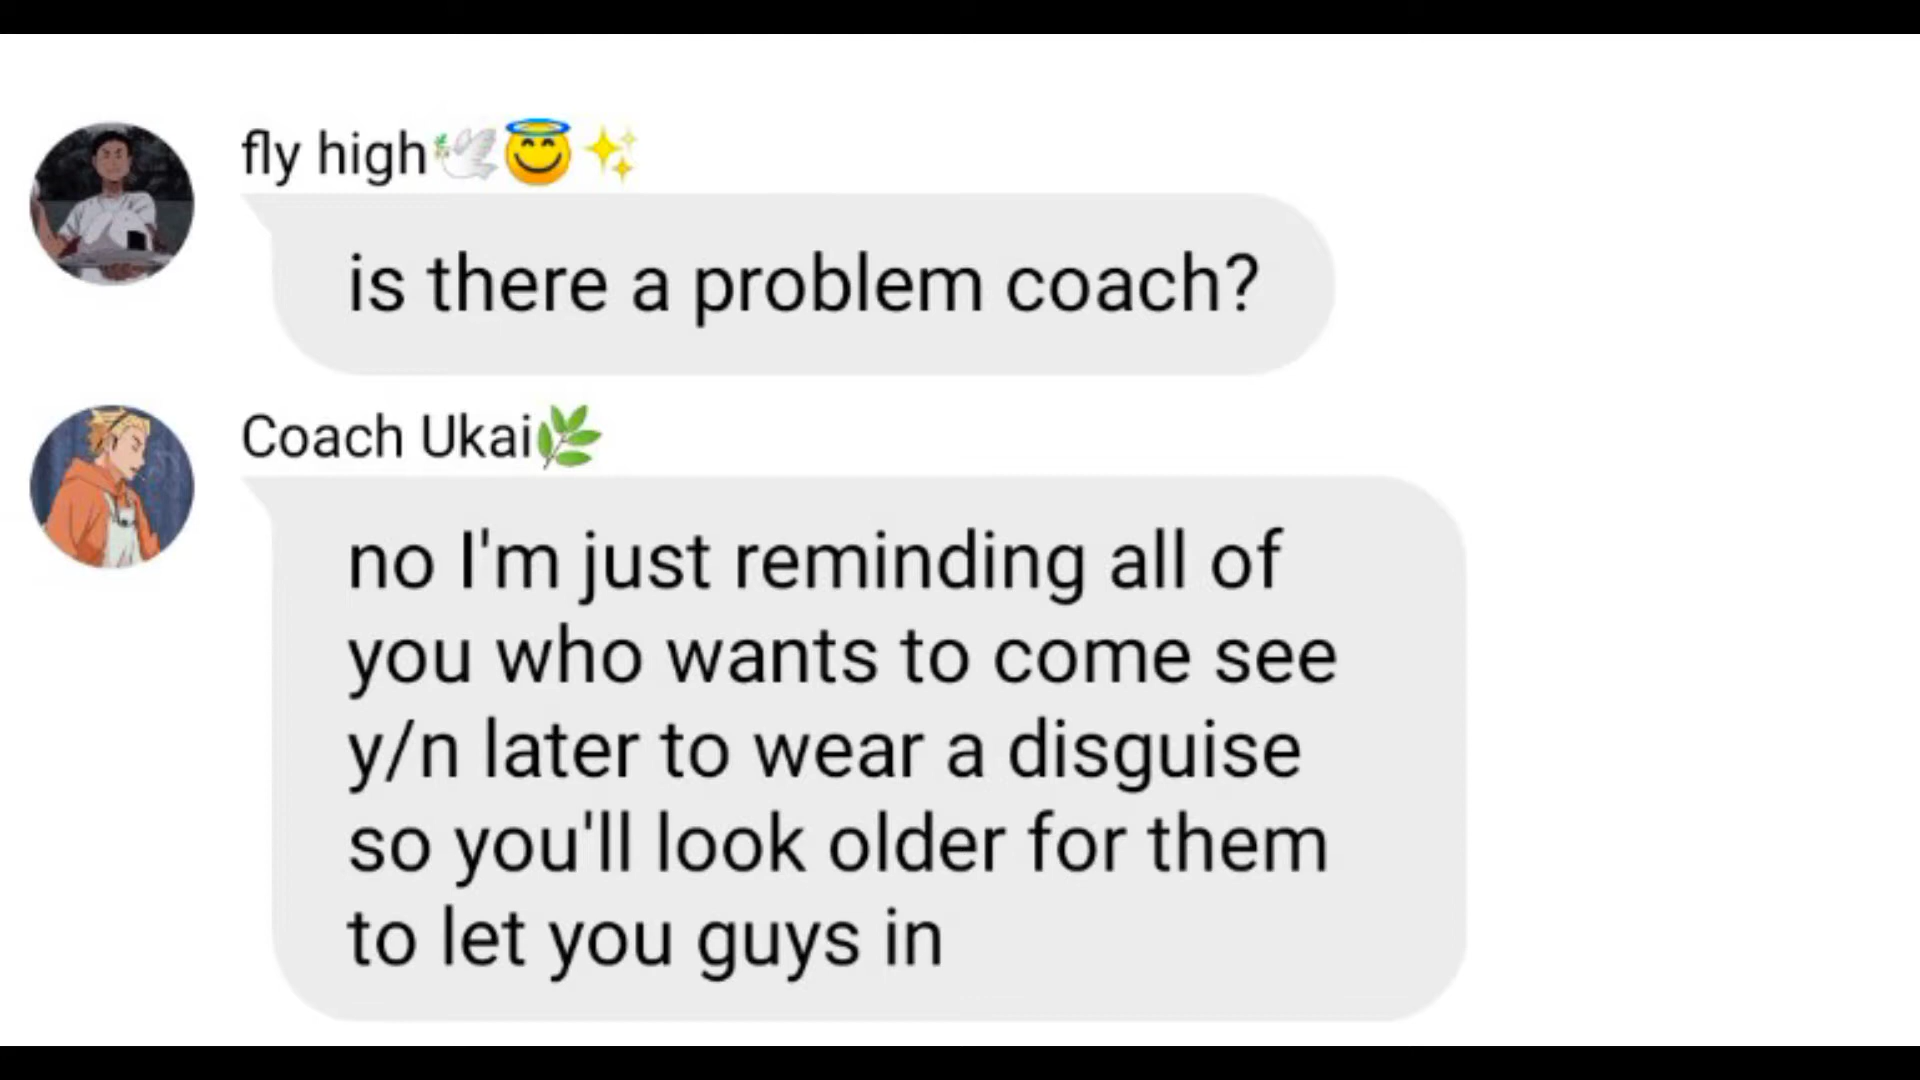 fly high🕊😇✨
is there a problem coach?
Coach Ukai🌿
no I'm just reminding all of
you who wants to come see
y/n later to wear a disguise
so you'll look older for them
to let you guys in